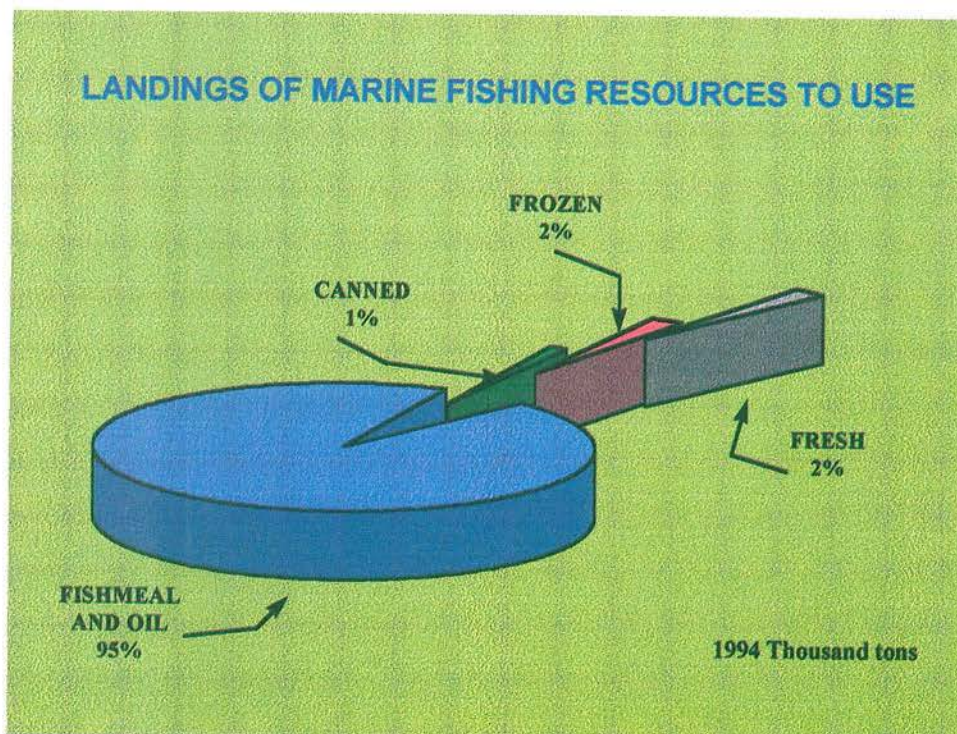 LANDINGS OF MARINE FISHING RESOURCES TO USE
FROZEN
2%
CANNED
1%
FRESH
2%
FISHMEAL
AND OIL
95%
1994 Thousand tons